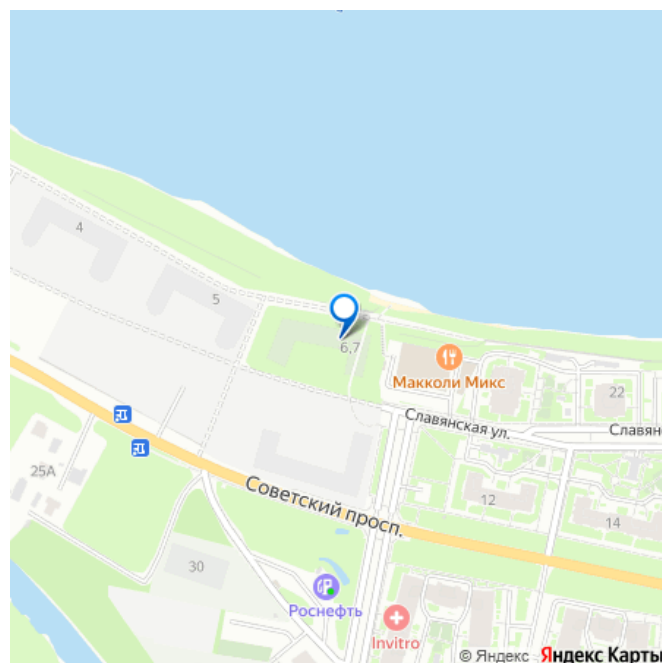 4
5
6,7
Макколи Микс
22
Славянская ул.
Славянс
25А
12
Советский просп.
14
30
Роснефть
Invitro
© Яндекс Яндекс Карты